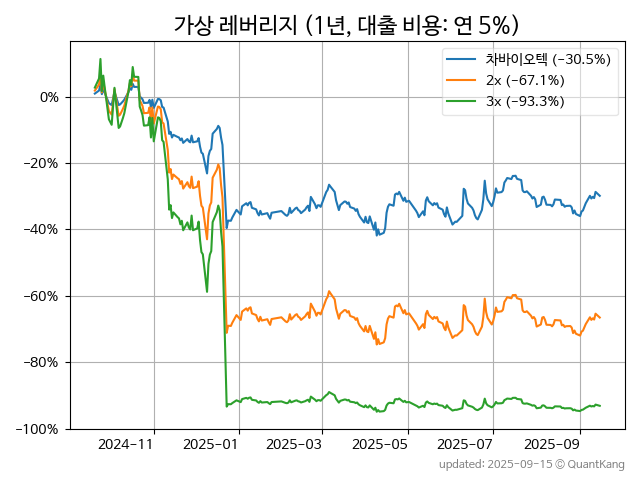 가상 레버리지 (1년, 대출 비용: 연 5%)
차바이오텍 (−30.5%)
2x (−67.1%)
3x (−93.3%)
0%
−20%
−40%
−60%
−80%
−100%
2024-11 2025-01 2025-03 2025-05 2025-07 2025-09
updated: 2025-09-15 © QuantKang